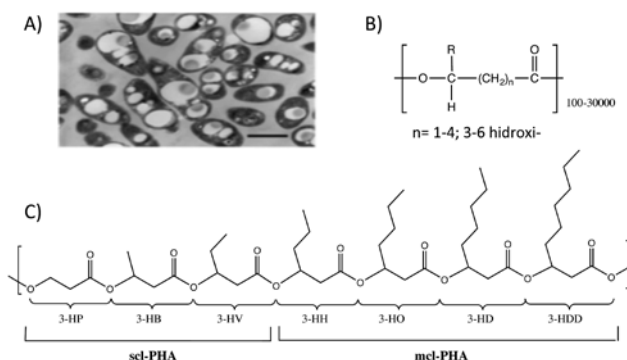 A)
B)
R
O
O
C
(CH₂)ₙ
C
H
100-30000
n= 1-4; 3-6 hidroxi-
C)
O O O O O O O
O O O O O O O O
3-HP 3-HB 3-HV 3-HH 3-HO 3-HD 3-HDD
scl-PHA mcl-PHA